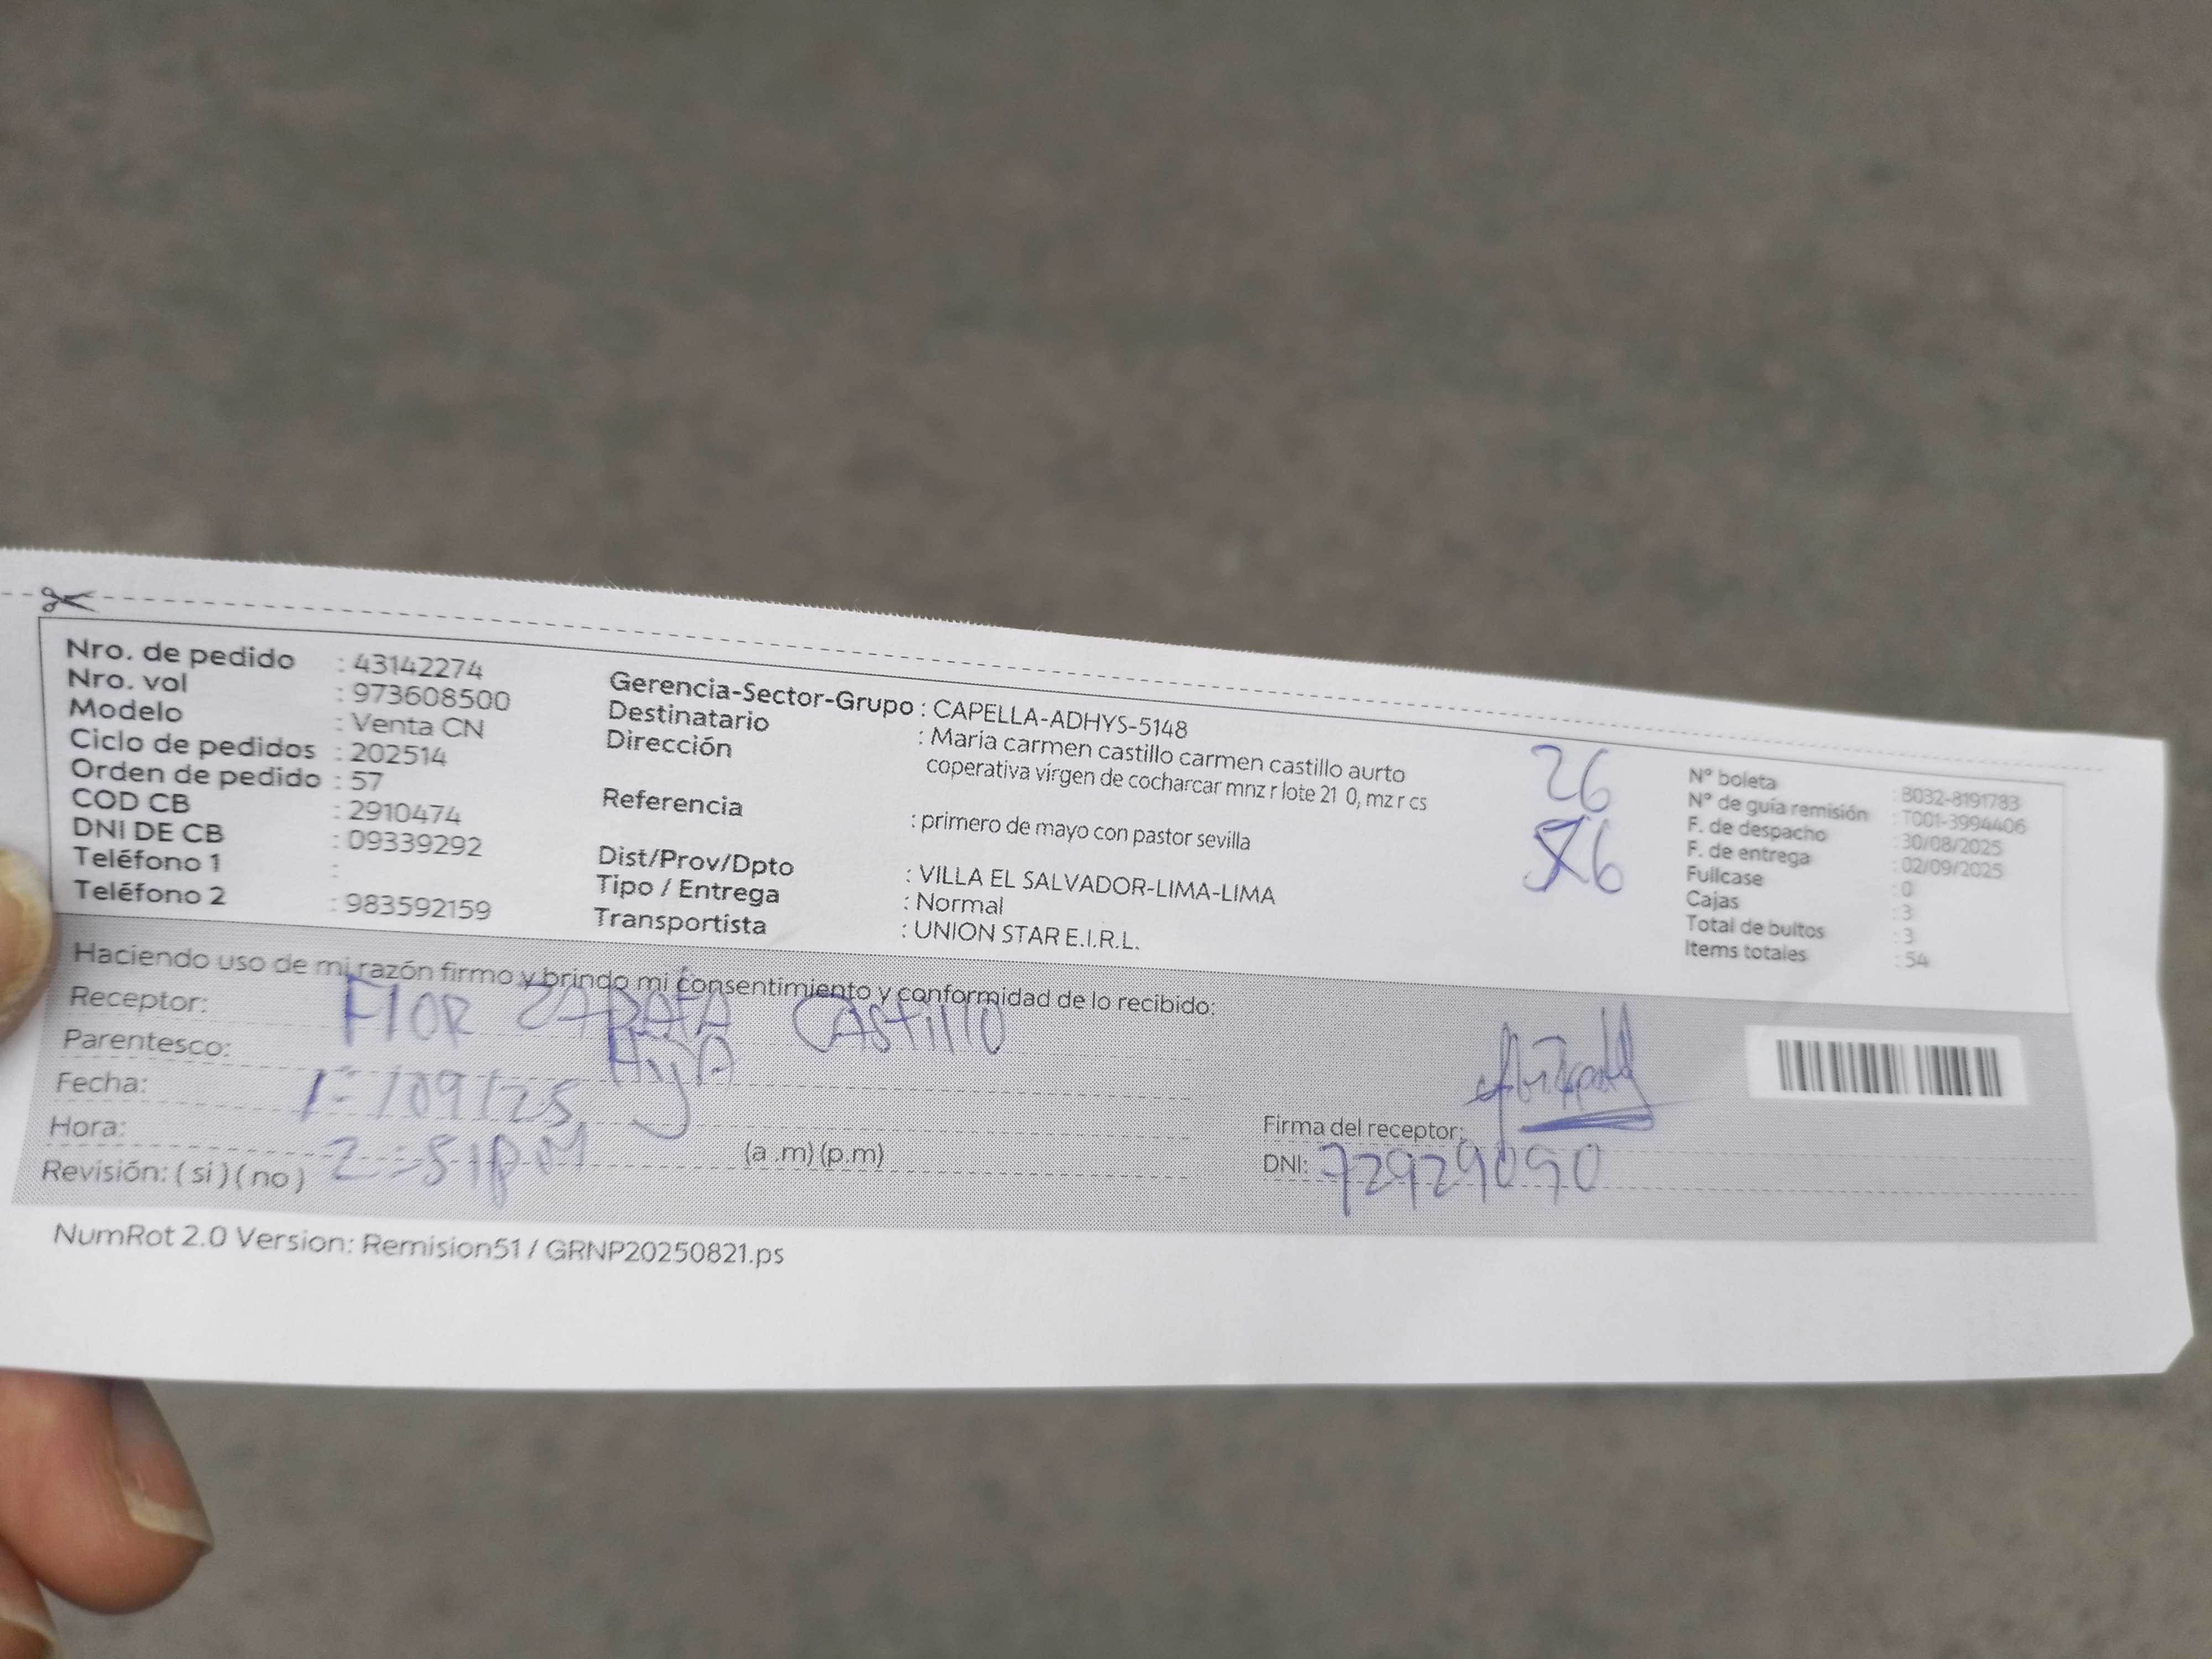 Nro. de pedido : 43142274
Nro. vol : 973608500
Modelo : Venta CN
Ciclo de pedidos : 202514
Orden de pedido : 57
COD CB : 2910474
DNI DE CB : 09339292
Teléfono 1 :
Teléfono 2 : 983592159
Gerencia-Sector-Grupo : CAPELLA-ADHYS-5148
Destinatario : Maria carmen castillo carmen castillo aurto
Dirección coperativa virgen de cocharcar mnz r lote 21 0, mz r cs
Referencia : primero de mayo con pastor sevilla
Dist/Prov/Dpto : VILLA EL SALVADOR-LIMA-LIMA
Tipo / Entrega : Normal
Transportista : UNION STAR E.I.R.L.
26
N° boleta : B032-8191783
N° de guía remisión : T001-3994406
F. de despacho : 30/08/2025
F. de entrega : 02/09/2025
Fullcase : 0
Cajas : 3
Total de bultos : 3
Items totales : 54
Haciendo uso de mi razón firmo y brindo mi consentimiento y conformidad de lo recibido:
Receptor: Flor ZAPATA CAstillo
Parentesco: HijA
Fecha: 1=/09/25
Hora: 2=51pM (a .m) (p.m)
Revisión: ( si ) ( no )
Firma del receptor:
DNI: 72929090
NumRot 2.0 Version: Remision51 / GRNP20250821.ps